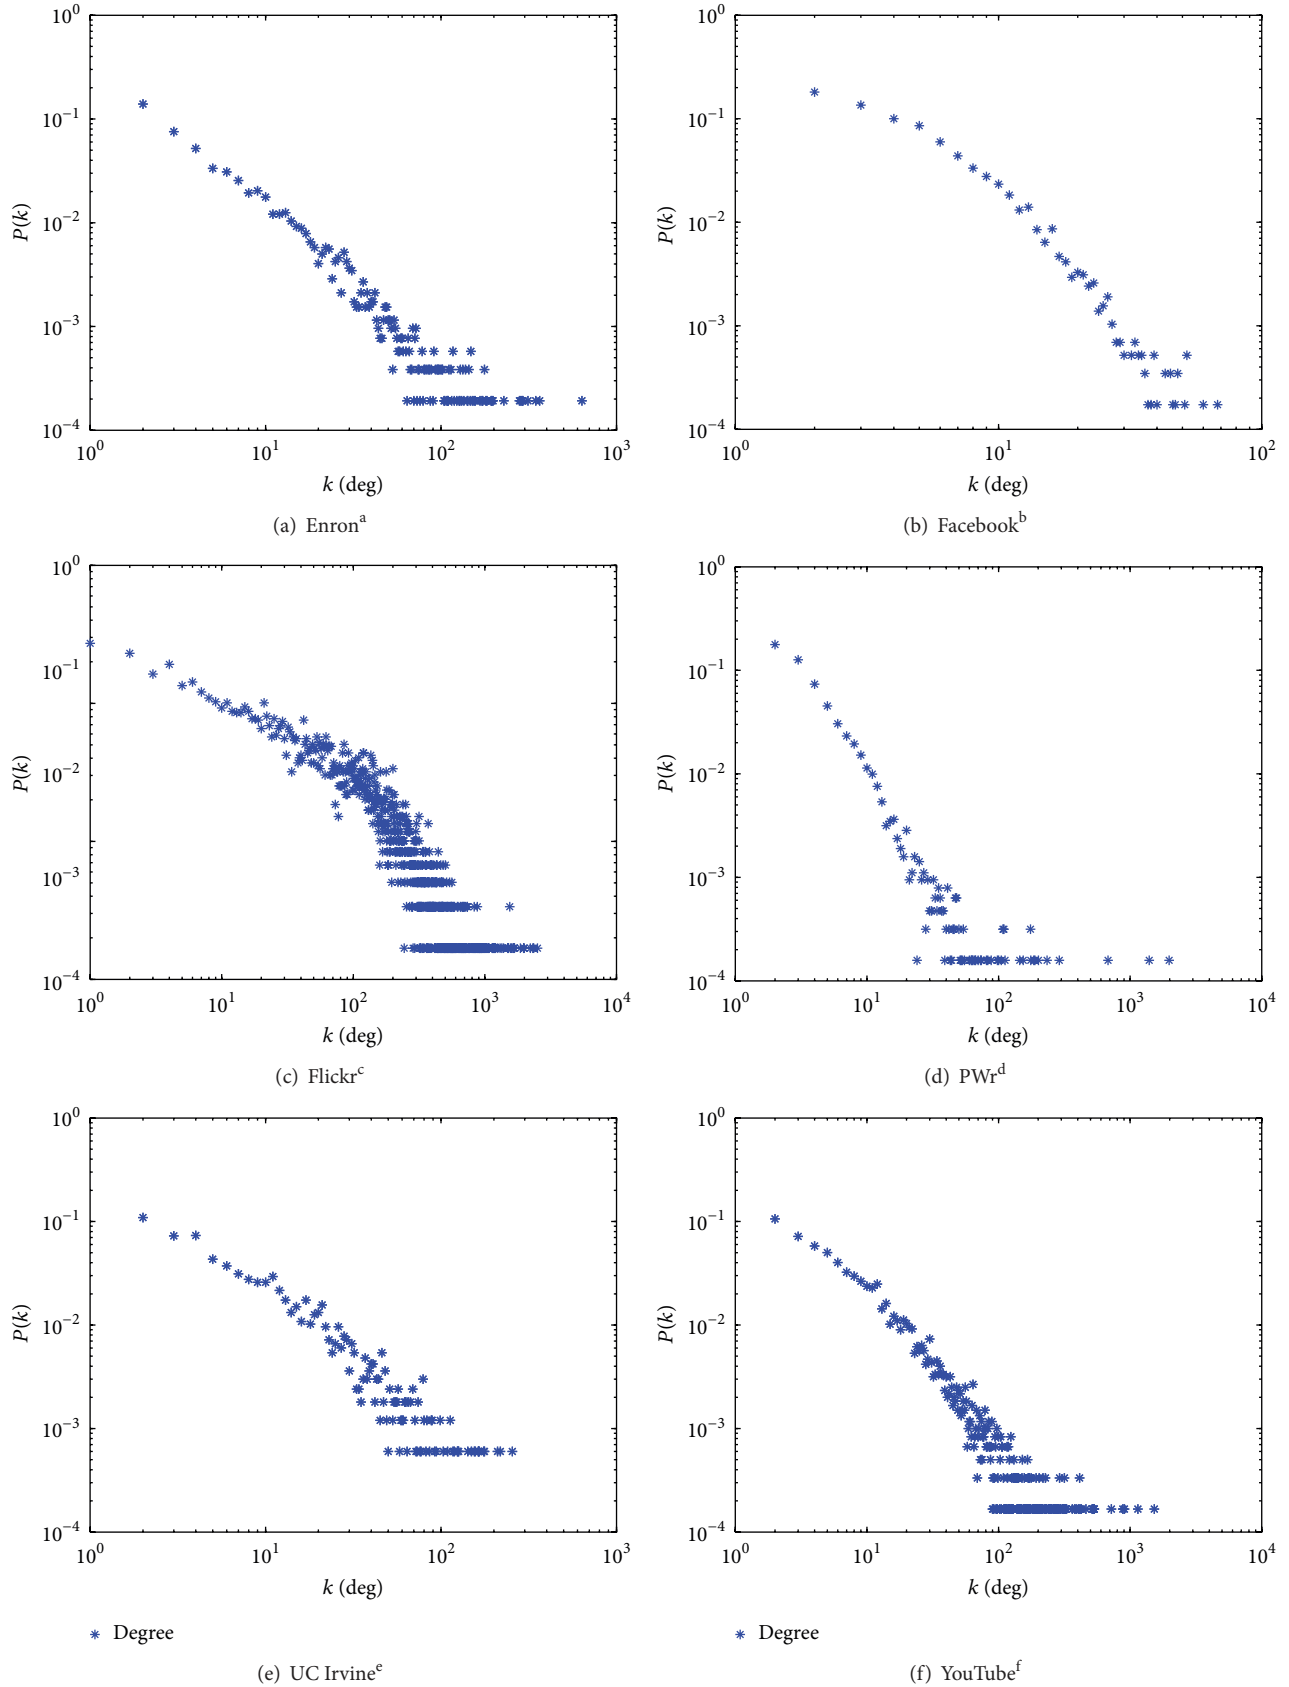 10^0
10^−1
10^−2
10^−3
10^−4
P(k)
10^0 10^1 10^2 10^3
k (deg)
(a) Enron^a
10^0
10^−1
10^−2
10^−3
10^−4
P(k)
10^0 10^1 10^2
k (deg)
(b) Facebook^b
10^0
10^−1
10^−2
10^−3
10^−4
P(k)
10^0 10^1 10^2 10^3 10^4
k (deg)
(c) Flickr^c
10^0
10^−1
10^−2
10^−3
10^−4
P(k)
10^0 10^1 10^2 10^3 10^4
k (deg)
(d) PWr^d
10^0
10^−1
10^−2
10^−3
10^−4
P(k)
10^0 10^1 10^2 10^3
k (deg)
Degree
(e) UC Irvine^e
10^0
10^−1
10^−2
10^−3
10^−4
P(k)
10^0 10^1 10^2 10^3 10^4
k (deg)
Degree
(f) YouTube^f